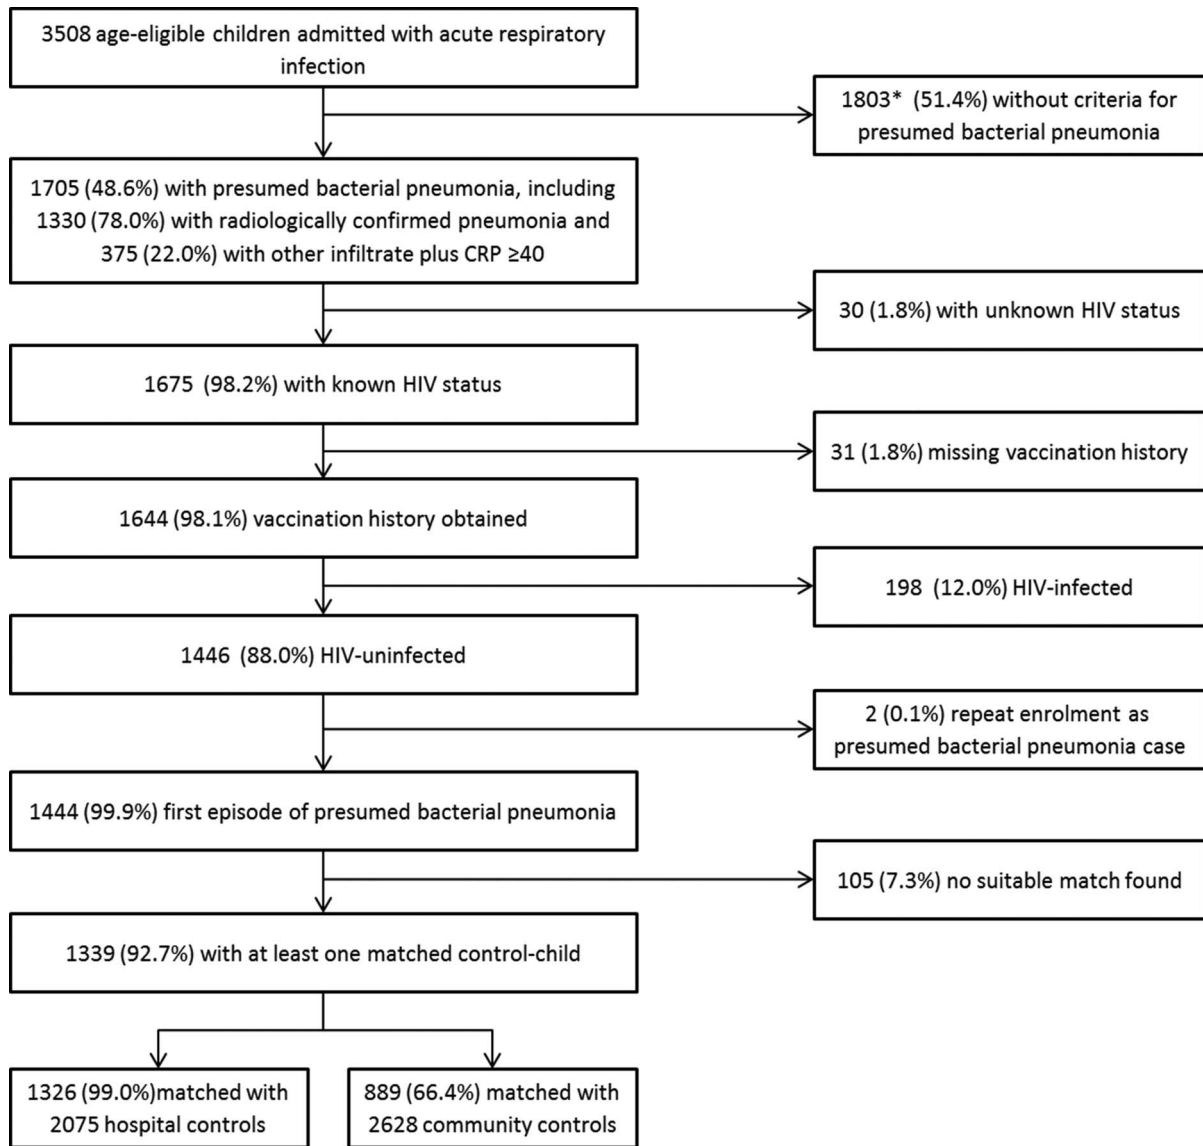 3508 age-eligible children admitted with acute respiratory
infection
1803* (51.4%) without criteria for
presumed bacterial pneumonia
1705 (48.6%) with presumed bacterial pneumonia, including
1330 (78.0%) with radiologically confirmed pneumonia and
375 (22.0%) with other infiltrate plus CRP ≥40
30 (1.8%) with unknown HIV status
1675 (98.2%) with known HIV status
31 (1.8%) missing vaccination history
1644 (98.1%) vaccination history obtained
198 (12.0%) HIV-infected
1446 (88.0%) HIV-uninfected
2 (0.1%) repeat enrolment as
presumed bacterial pneumonia case
1444 (99.9%) first episode of presumed bacterial pneumonia
105 (7.3%) no suitable match found
1339 (92.7%) with at least one matched control-child
1326 (99.0%)matched with
2075 hospital controls
889 (66.4%) matched with
2628 community controls